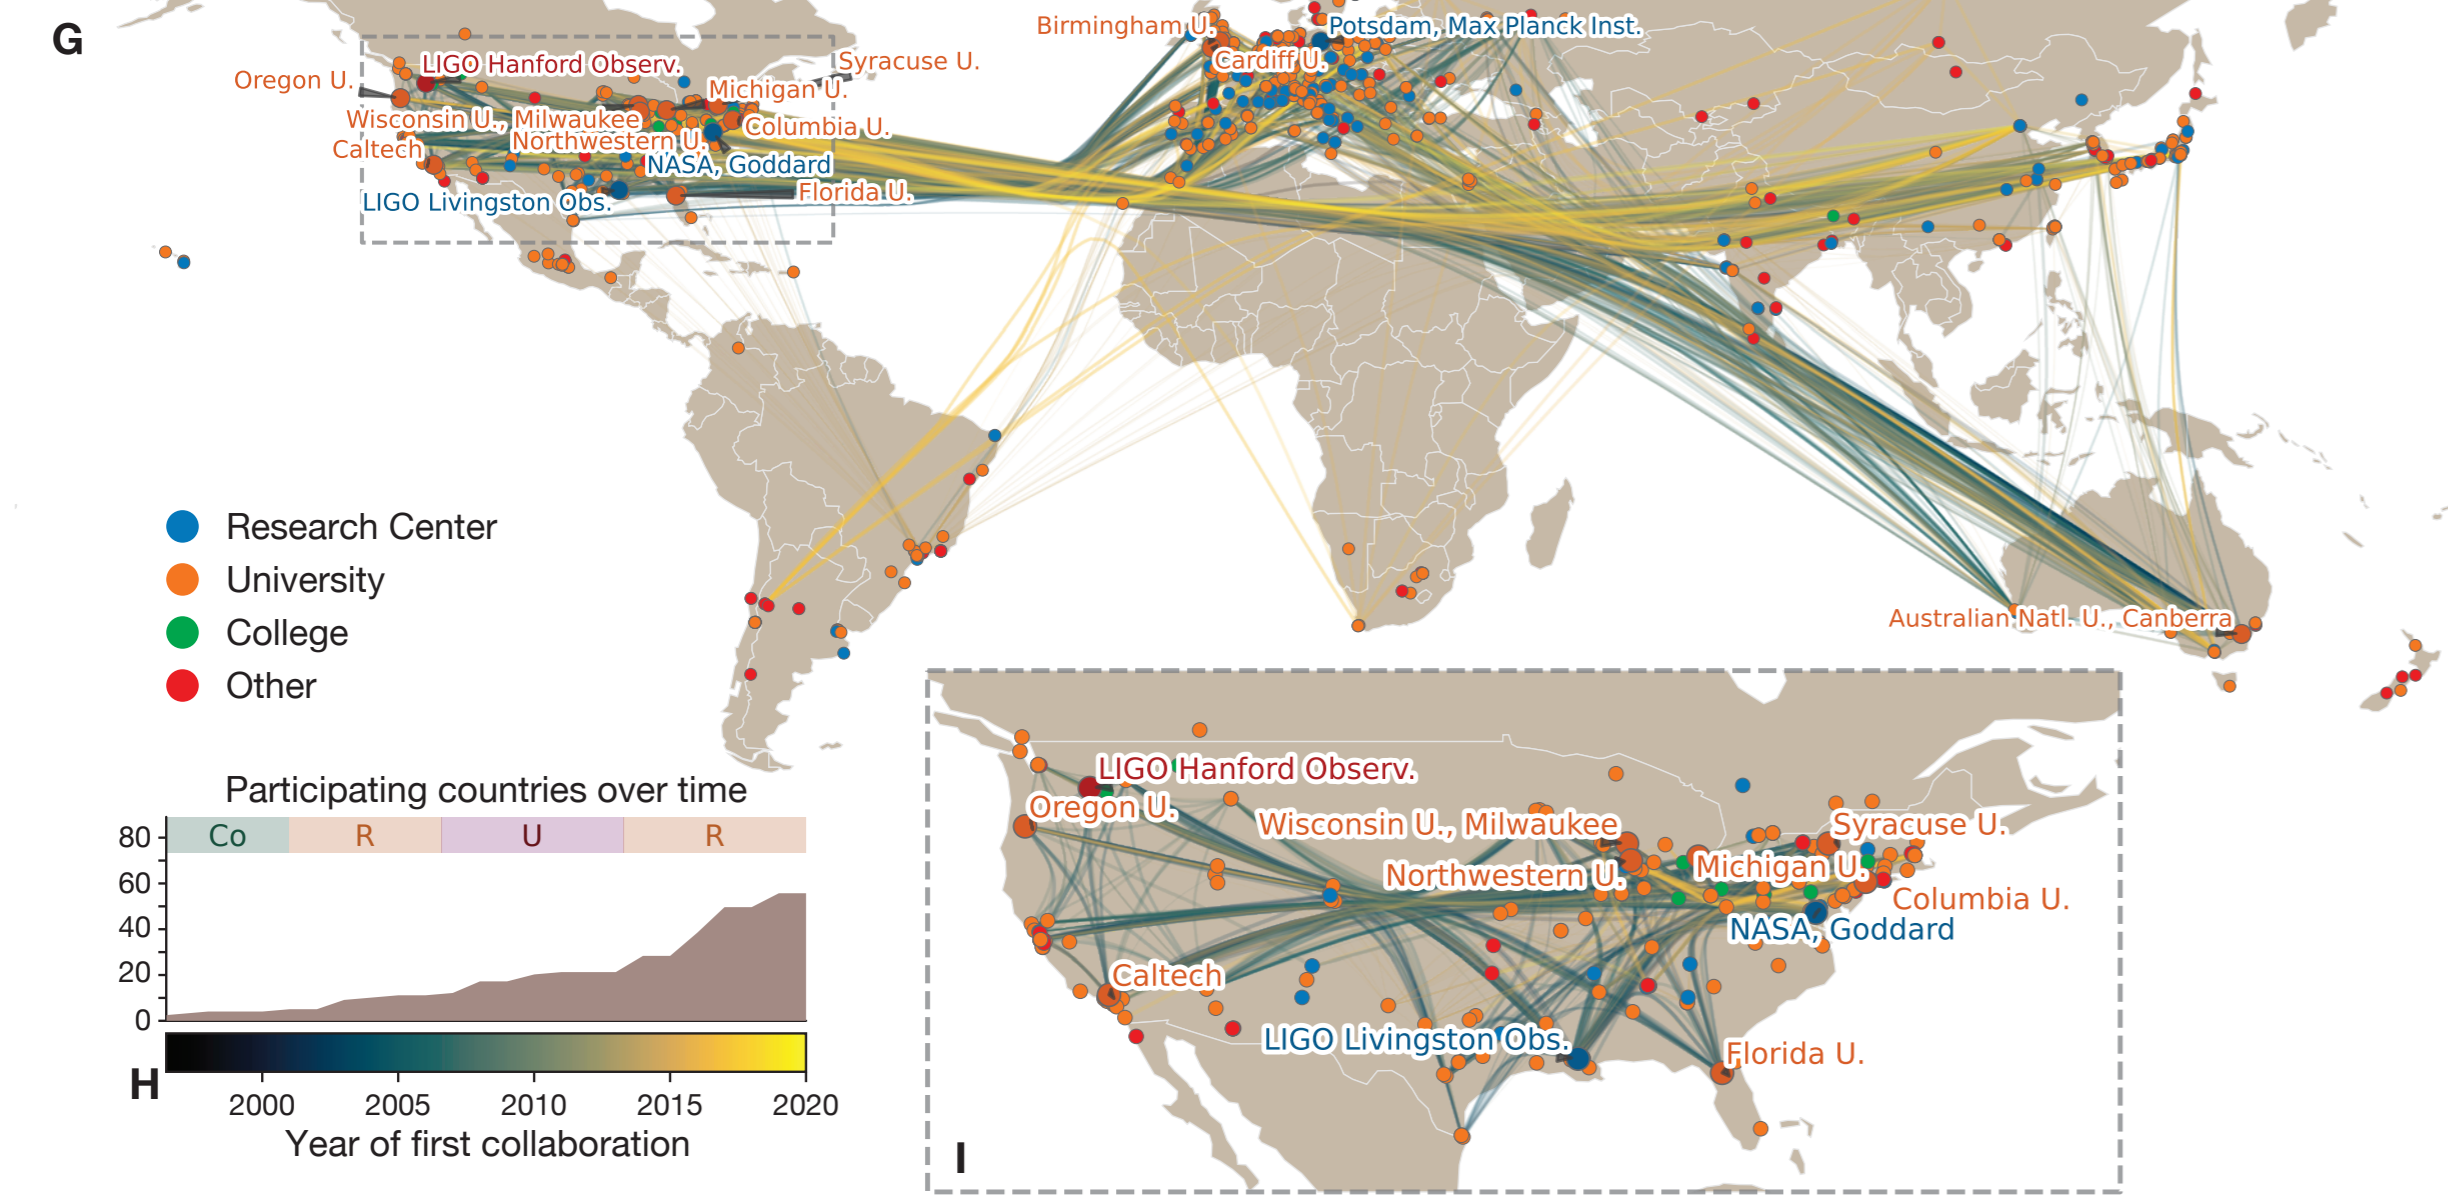 G
Birmingham U.
Potsdam, Max Planck Inst.
Cardiff U.
LIGO Hanford Observ.
Syracuse U.
Oregon U.
Michigan U.
Wisconsin U., Milwaukee
Columbia U.
Northwestern U.
Caltech
NASA, Goddard
LIGO Livingston Obs.
Florida U.
Research Center
University
College
Other
Australian Natl. U., Canberra
Participating countries over time
Co R U R
80
60
40
20
0
H
2000 2005 2010 2015 2020
Year of first collaboration
LIGO Hanford Observ.
Oregon U.
Wisconsin U., Milwaukee
Syracuse U.
Northwestern U.
Michigan U.
Columbia U.
NASA, Goddard
Caltech
LIGO Livingston Obs.
Florida U.
I